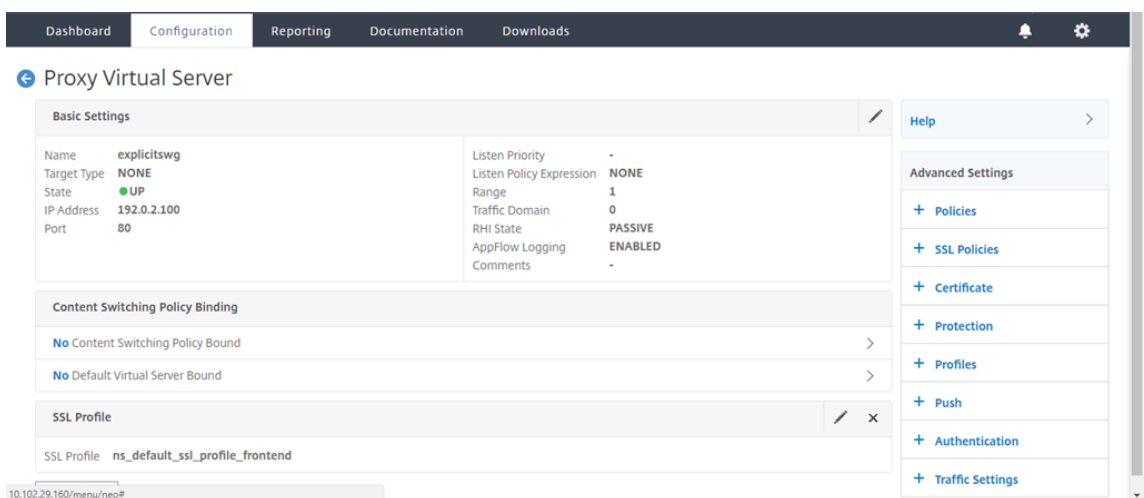 Dashboard Configuration Reporting Documentation Downloads
Proxy Virtual Server
Basic Settings
Name explicitswg
Target Type NONE
State UP
IP Address 192.0.2.100
Port 80
Listen Priority -
Listen Policy Expression NONE
Range 1
Traffic Domain 0
RHI State PASSIVE
AppFlow Logging ENABLED
Comments -
Content Switching Policy Binding
No Content Switching Policy Bound
No Default Virtual Server Bound
SSL Profile
SSL Profile ns_default_ssl_profile_frontend
Help
Advanced Settings
+ Policies
+ SSL Policies
+ Certificate
+ Protection
+ Profiles
+ Push
+ Authentication
+ Traffic Settings
10.102.29.160/menu/neo#